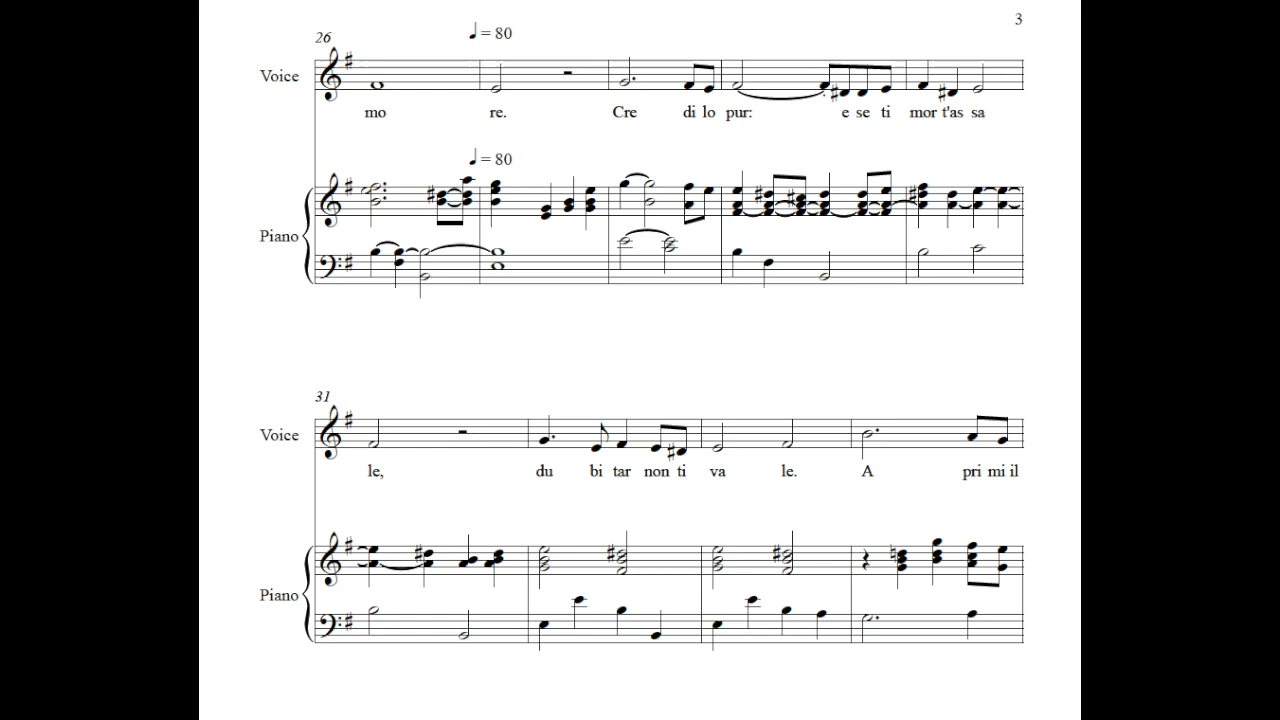 3
26
♩ = 80
Voice
mo re. Cre di lo pur: e se ti mor t'as sa
♩ = 80
Piano
31
Voice
le, du bi tar non ti va le. A pri mi il
Piano